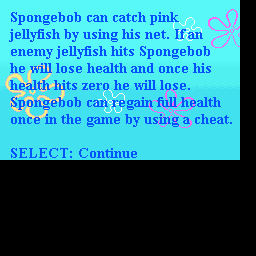 Spongebob can catch pink
jellyfish by using his net. If an
enemy jellyfish hits Spongebob
he will lose health and once his
health hits zero he will lose.
Spongebob can regain full health
once in the game by using a cheat.
SELECT: Continue